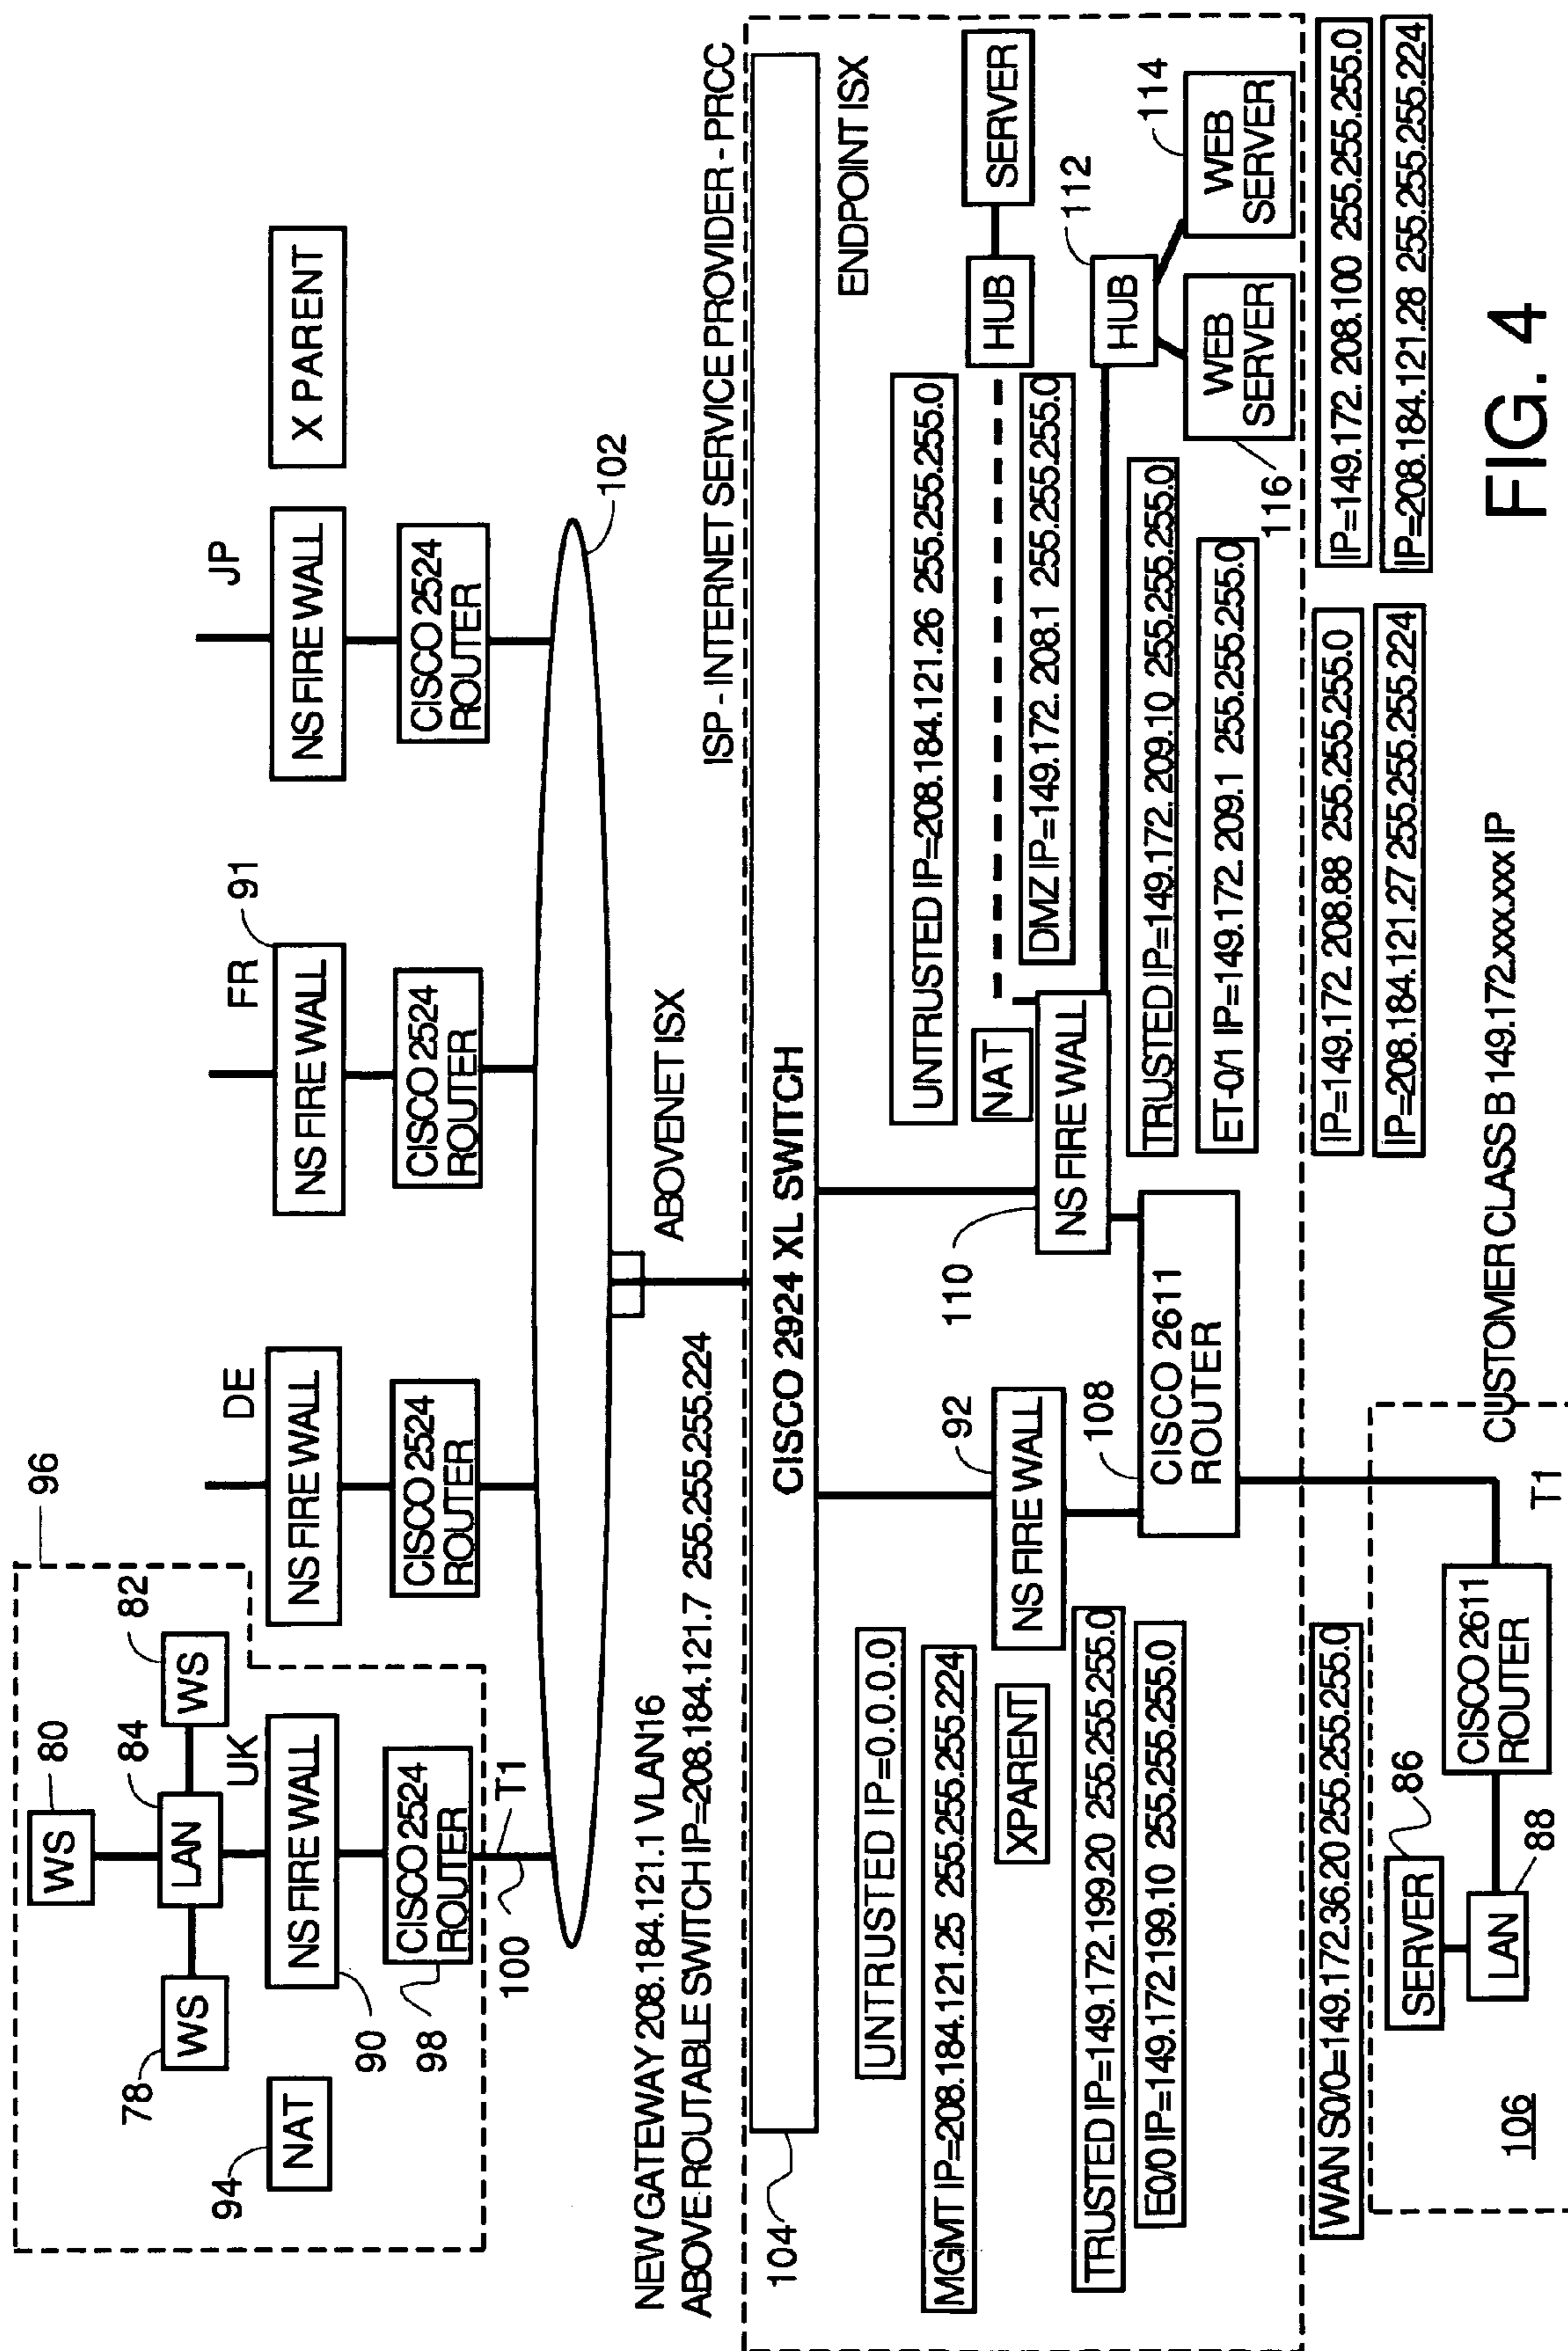 96
80
WS
84
82
78
WS
LAN
WS
94
NAT
UK
NS FIREWALL
90
CISCO 2524
ROUTER
98
100
T1
DE
NS FIREWALL
CISCO 2524
ROUTER
FR
91
NS FIREWALL
CISCO 2524
ROUTER
JP
NS FIREWALL
CISCO 2524
ROUTER
X PARENT
102
NEW GATEWAY 208.184.121.1 VLAN16
ABOVE ROUTABLE SWITCH IP=208.184.121.7 255.255.255.224
ABOVENET ISX
ISP - INTERNET SERVICE PROVIDER - PRCC
104
CISCO 2924 XL SWITCH
ENDPOINT ISX
UNTRUSTED IP=0.0.0.0
MGMT IP=208.184.121.25 255.255.255.224
XPARENT
92
NS FIREWALL
TRUSTED IP=149.172.199.20 255.255.255.0
E0/0 IP=149.172.199.10 255.255.255.0
108
CISCO 2611
ROUTER
110
NS FIREWALL
NAT
UNTRUSTED IP=208.184.121.26 255.255.255.0
DMZ IP=149.172. 208.1 255.255.255.0
TRUSTED IP=149.172. 209.10 255.255.255.0
ET-0/1 IP=149.172. 209.1 255.255.255.0
HUB
SERVER
112
HUB
114
WEB
SERVER
WEB
SERVER
116
WAN S0/0=149.172.36.20 255.255.255.0
IP=149.172. 208.88 255.255.255.0
IP=208.184.121.27 255.255.255.224
IP=149.172. 208.100 255.255.255.0
IP=208.184.121.28 255.255.255.224
CUSTOMER CLASS B 149.172.xxx.xxx IP
SERVER
86
LAN
88
CISCO 2611
ROUTER
T1
106
FIG. 4